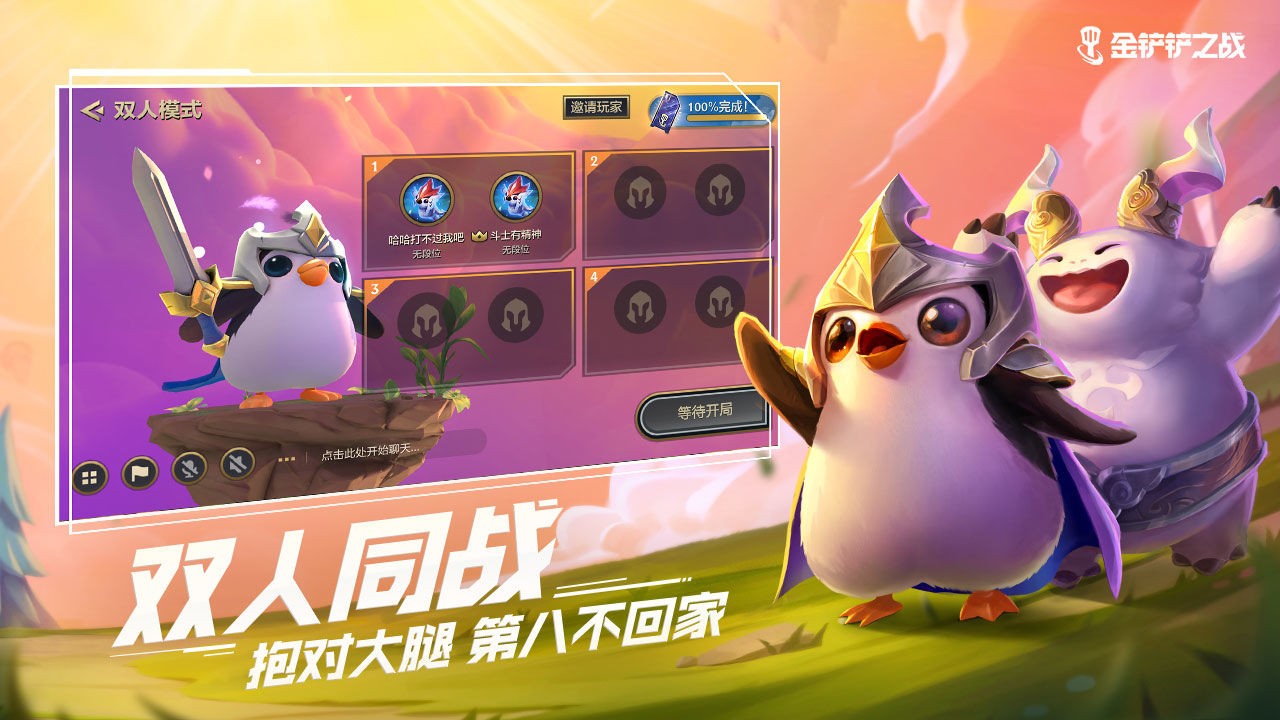 金铲铲之战
双人模式
邀请玩家
100%完成!
1
2
哈哈打不过我吧
斗士有精神
无段位
无段位
3
4
等待开局
点击此处开始聊天...
双人同战
抱对大腿 第八不回家